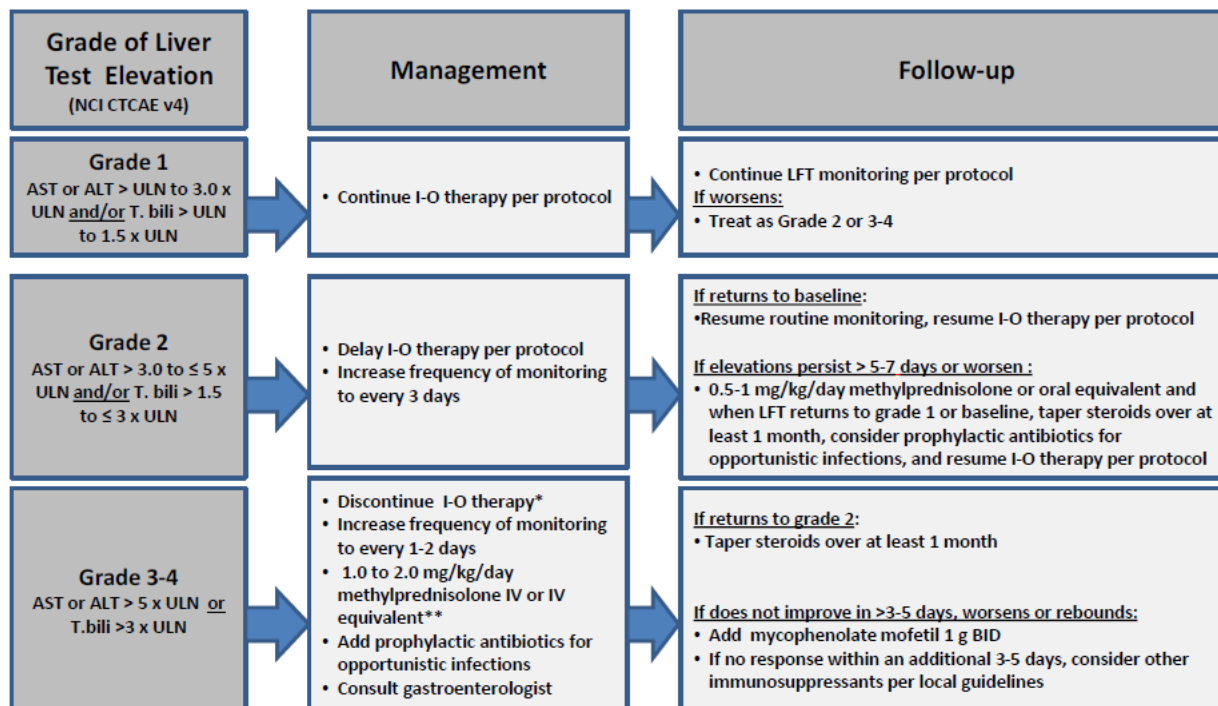 Grade of Liver
Test Elevation
(NCI CTCAE v4)
Management
Follow-up
Grade 1
AST or ALT > ULN to 3.0 x
ULN and/or T. bili > ULN
to 1.5 x ULN
• Continue I-O therapy per protocol
• Continue LFT monitoring per protocol
If worsens:
• Treat as Grade 2 or 3-4
Grade 2
AST or ALT > 3.0 to ≤ 5 x
ULN and/or T. bili > 1.5
to ≤ 3 x ULN
• Delay I-O therapy per protocol
• Increase frequency of monitoring
to every 3 days
If returns to baseline:
•Resume routine monitoring, resume I-O therapy per protocol
If elevations persist > 5-7 days or worsen :
• 0.5-1 mg/kg/day methylprednisolone or oral equivalent and
when LFT returns to grade 1 or baseline, taper steroids over at
least 1 month, consider prophylactic antibiotics for
opportunistic infections, and resume I-O therapy per protocol
Grade 3-4
AST or ALT > 5 x ULN or
T.bili >3 x ULN
• Discontinue I-O therapy*
• Increase frequency of monitoring
to every 1-2 days
• 1.0 to 2.0 mg/kg/day
methylprednisolone IV or IV
equivalent**
• Add prophylactic antibiotics for
opportunistic infections
• Consult gastroenterologist
If returns to grade 2:
• Taper steroids over at least 1 month
If does not improve in >3-5 days, worsens or rebounds:
• Add mycophenolate mofetil 1 g BID
• If no response within an additional 3-5 days, consider other
immunosuppressants per local guidelines